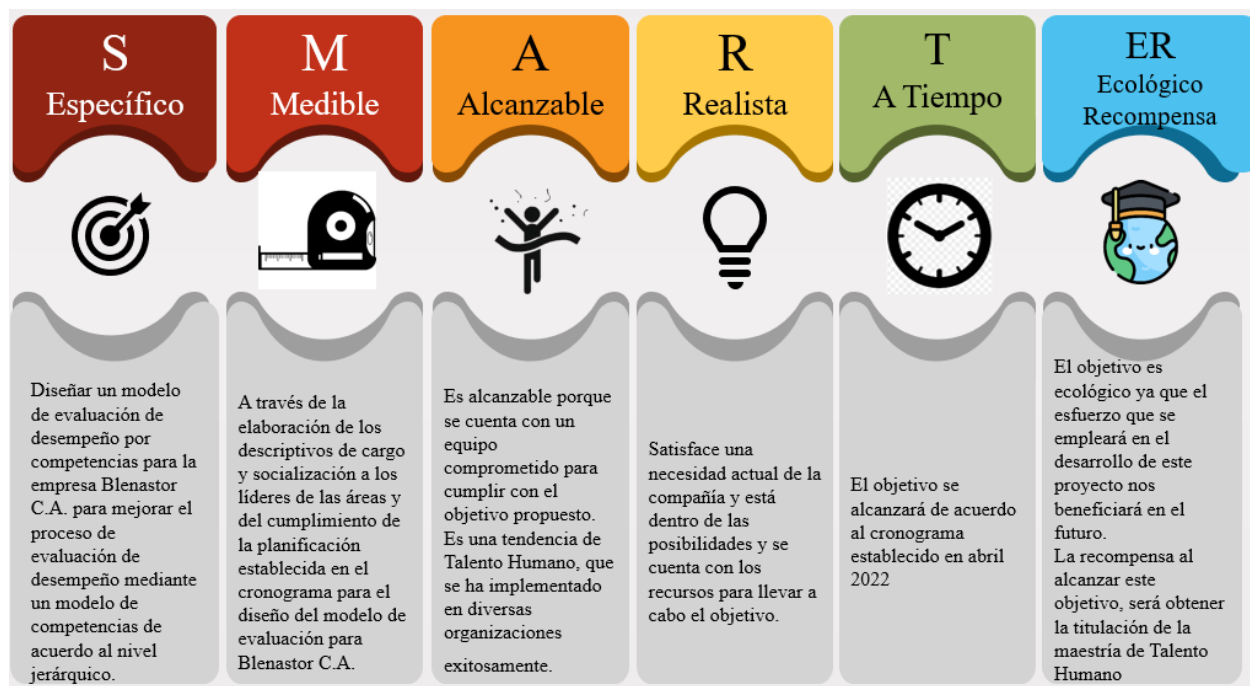 S
Específico
Diseñar un modelo
de evaluación de
desempeño por
competencias para la
empresa Blenastor
C.A. para mejorar el
proceso de
evaluación de
desempeño mediante
un modelo de
competencias de
acuerdo al nivel
jerárquico.
M
Medible
A través de la
elaboración de los
descriptivos de cargo
y socialización a los
líderes de las áreas y
del cumplimiento de
la planificación
establecida en el
cronograma para el
diseño del modelo de
evaluación para
Blenastor C.A.
A
Alcanzable
Es alcanzable porque
se cuenta con un
equipo
comprometido para
cumplir con el
objetivo propuesto.
Es una tendencia de
Talento Humano, que
se ha implementado
en diversas
organizaciones
exitosamente.
R
Realista
Satisface una
necesidad actual de la
compañía y está
dentro de las
posibilidades y se
cuenta con los
recursos para llevar a
cabo el objetivo.
T
A Tiempo
El objetivo se
alcanzará de acuerdo
al cronograma
establecido en abril
2022
ER
Ecológico
Recompensa
El objetivo es
ecológico ya que el
esfuerzo que se
empleará en el
desarrollo de este
proyecto nos
beneficiará en el
futuro.
La recompensa al
alcanzar este
objetivo, será obtener
la titulación de la
maestría de Talento
Humano